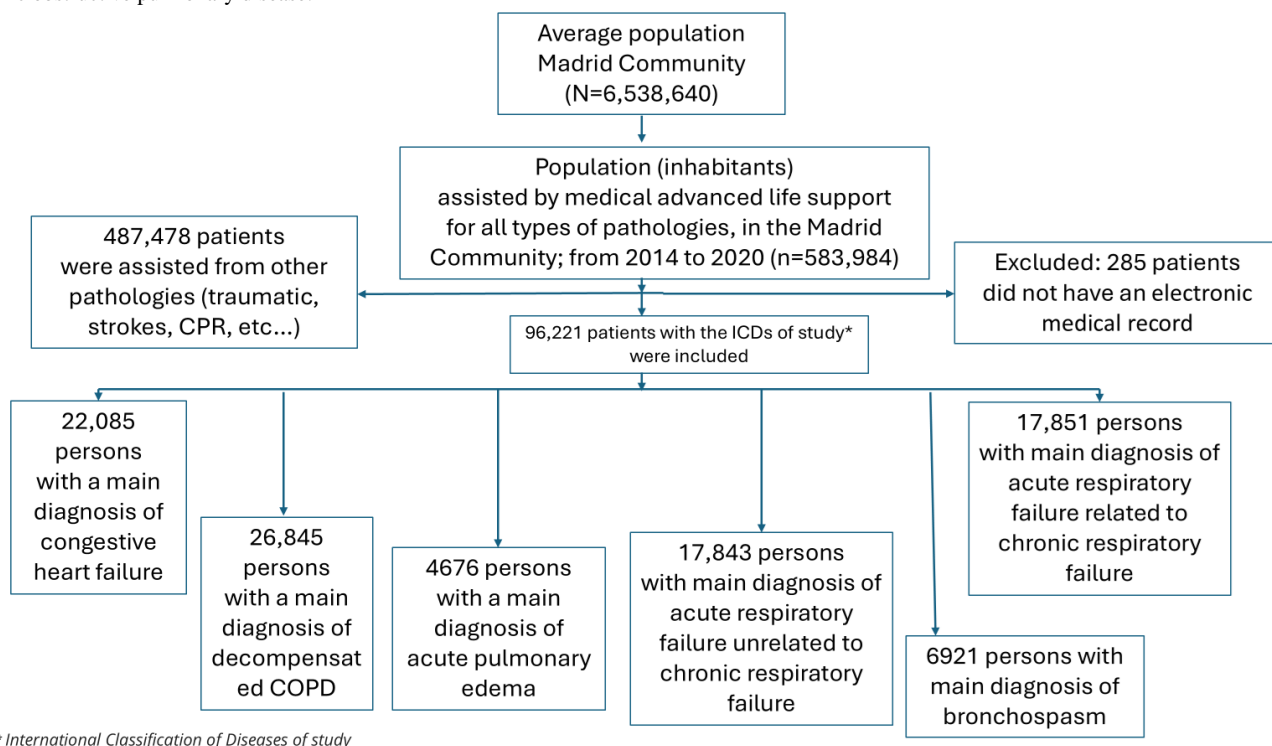 pulmonary disease.
Average population
Madrid Community
(N=6,538,640)
Population (inhabitants)
assisted by medical advanced life support
for all types of pathologies, in the Madrid
Community; from 2014 to 2020 (n=583,984)
487,478 patients
were assisted from other
pathologies (traumatic,
strokes, CPR, etc...)
Excluded: 285 patients
did not have an electronic
medical record
96,221 patients with the ICDs of study*
were included
22,085
persons
with a main
diagnosis of
congestive
heart failure
26,845
persons
with a main
diagnosis of
decompensat
ed COPD
4676 persons
with a main
diagnosis of
acute pulmonary
edema
17,843 persons
with main diagnosis of
acute respiratory
failure unrelated to
chronic respiratory
failure
6921 persons with
main diagnosis of
bronchospasm
17,851 persons
with main diagnosis of
acute respiratory
failure related to
chronic respiratory
failure
* International Classification of Diseases of study